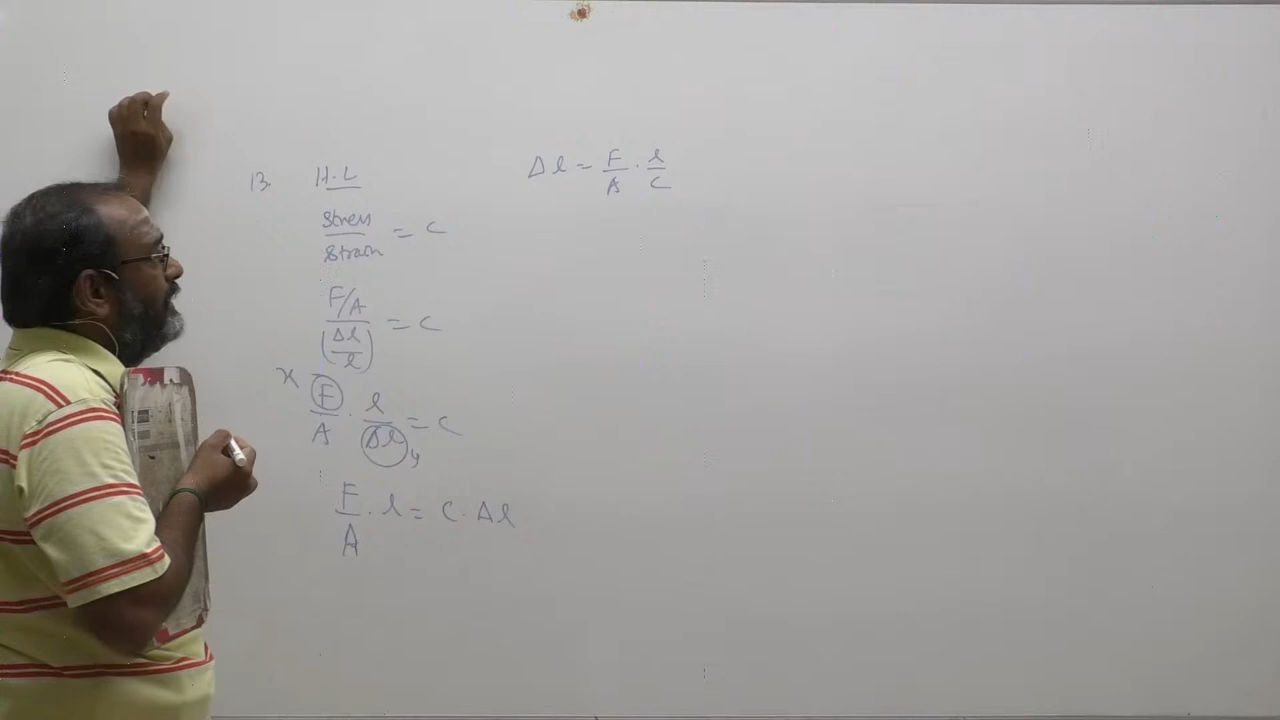 13. H.L
Stress / Strain = C
F/A / (Δl / l) = C
x F / A · l / Δl y = C
F / A · l = C · Δl
Δl = F / A · l / C